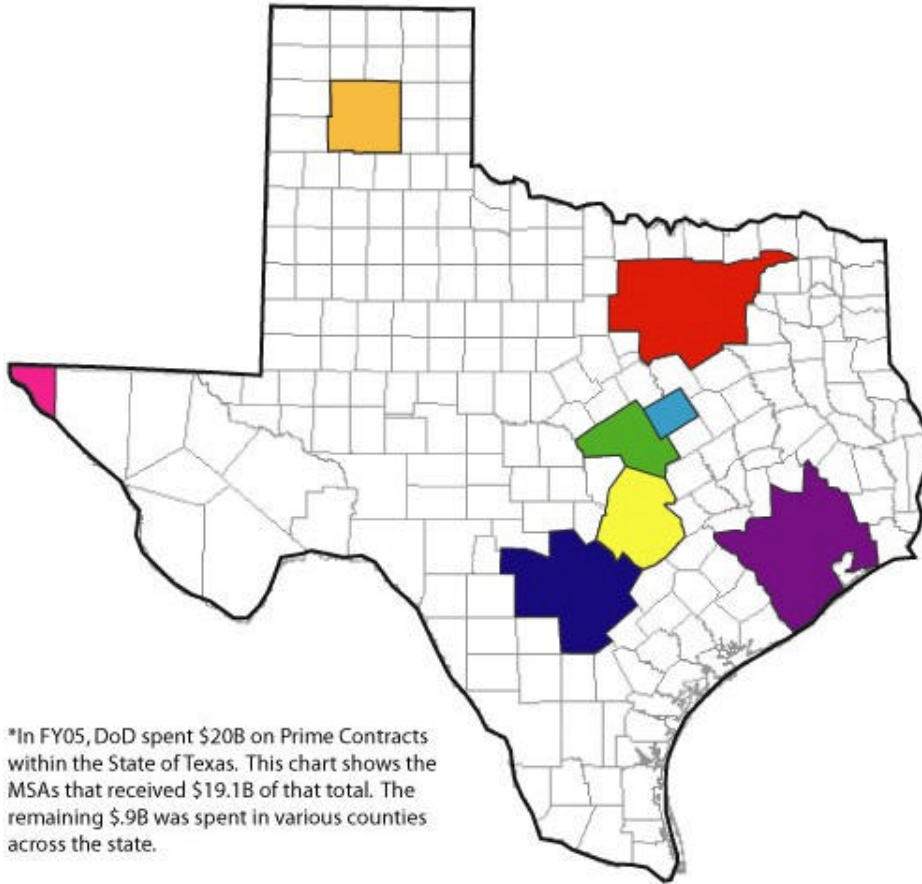 *In FY05, DoD spent $20B on Prime Contracts
within the State of Texas. This chart shows the
MSAs that received $19.1B of that total. The
remaining $.9B was spent in various counties
across the state.